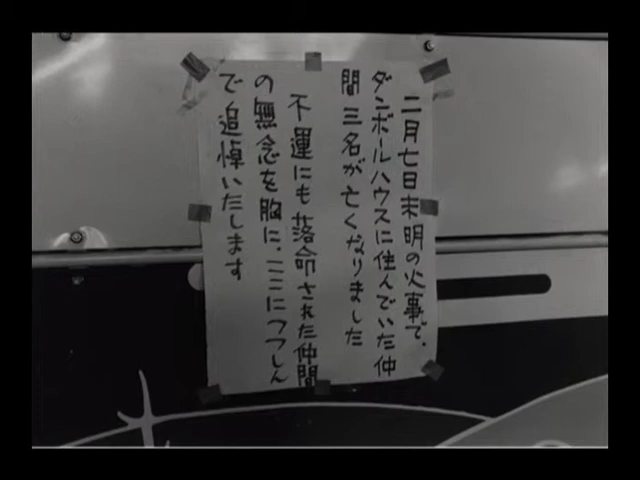 二月七日未明の火事で、
ダンボールハウスに住んでいた仲
間三名が亡くなりました
不運にも落命された仲間
の無念を胸に、ここにつつしん
で追悼いたします